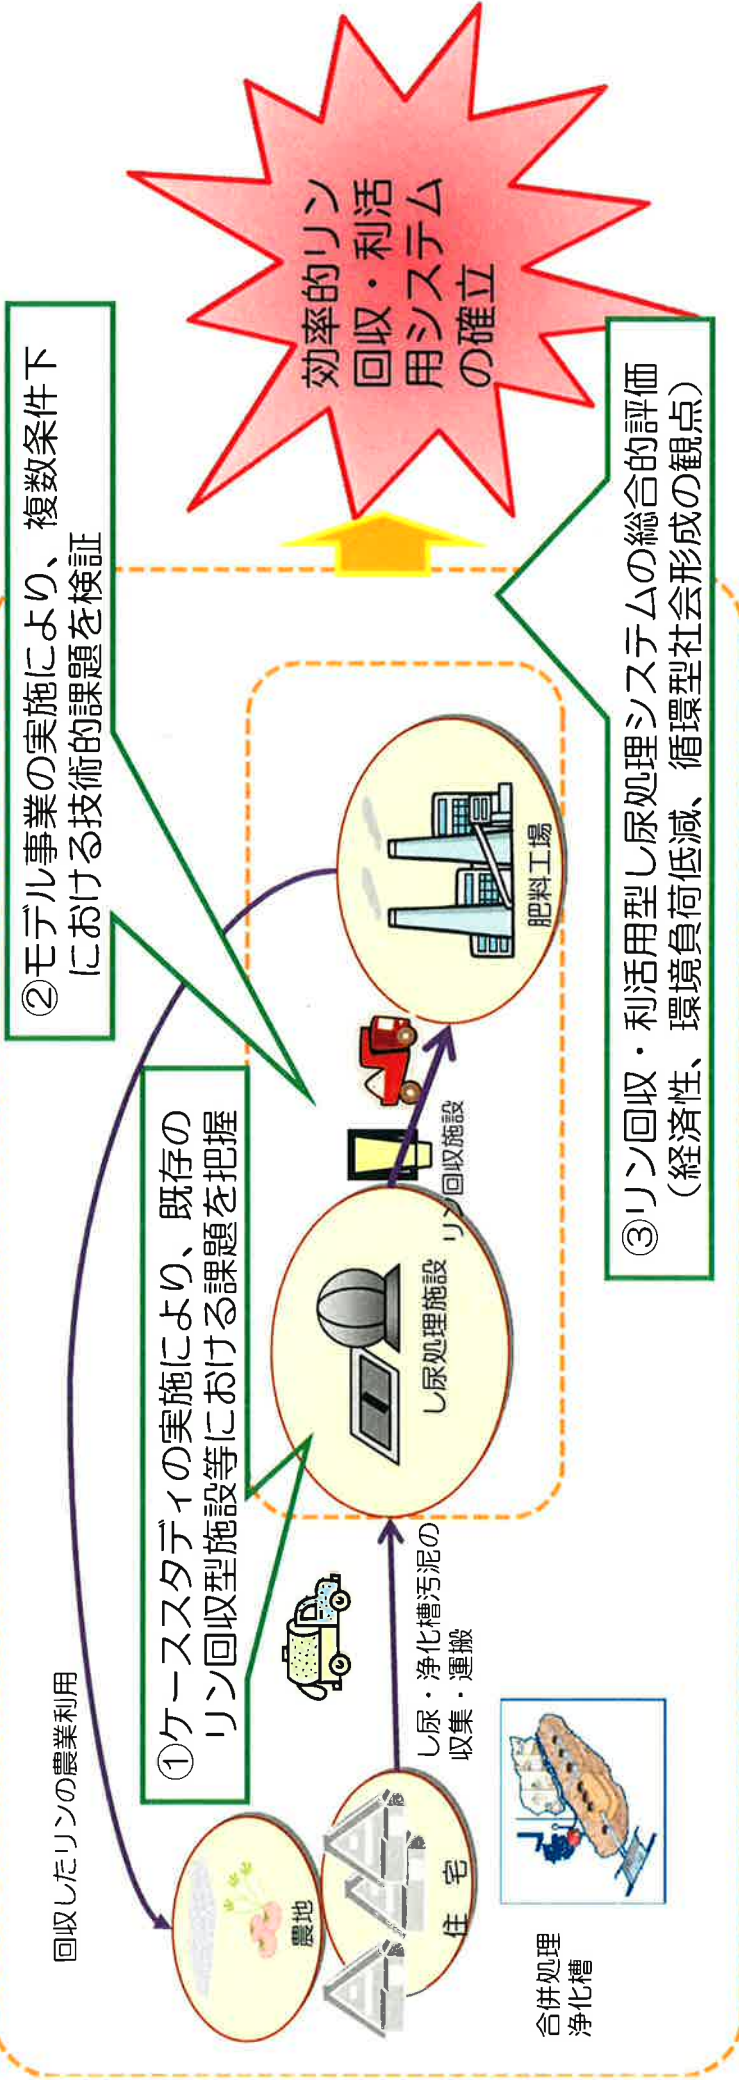 ②モデル事業の実施により、複数条件下
における技術的課題を検証
①ケーススタディの実施により、既存の
リン回収型施設等における課題を把握
回収したリンの農業利用
農地
住 宅
合併処理
浄化槽
し尿・浄化槽汚泥の
収集・運搬
し尿処理施設
リン回収施設
肥料工場
③リン回収・利活用型し尿処理システムの総合的評価
（経済性、環境負荷低減、循環型社会形成の観点）
効率的リン
回収・利活
用システム
の確立